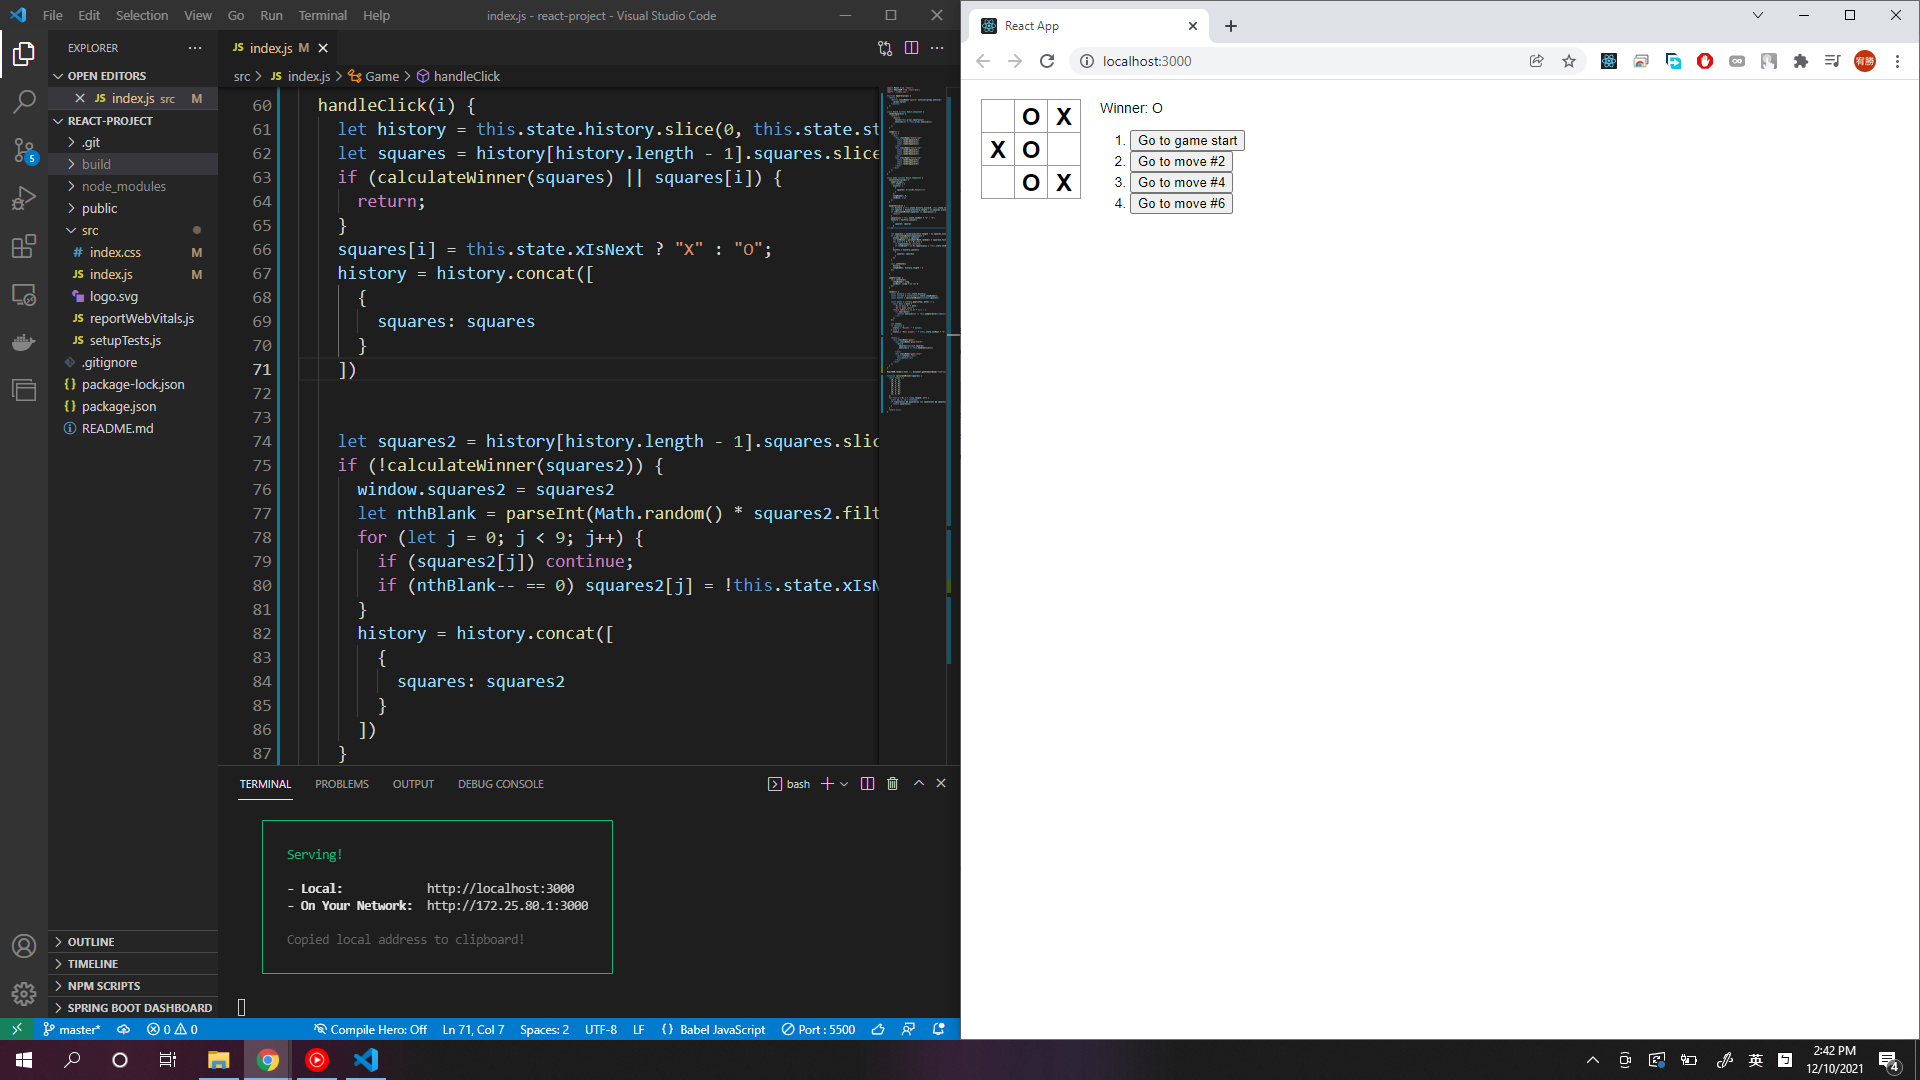 File Edit Selection View Go Run Terminal Help
index.js - react-project - Visual Studio Code
EXPLORER
OPEN EDITORS
JS index.js src M
REACT-PROJECT
.git
build
node_modules
public
src
# index.css M
JS index.js M
logo.svg
JS reportWebVitals.js
JS setupTests.js
.gitignore
{} package-lock.json
{} package.json
README.md
OUTLINE
TIMELINE
NPM SCRIPTS
SPRING BOOT DASHBOARD
5
JS index.js M
src > JS index.js > Game > handleClick
60 handleClick(i) {
61 let history = this.state.history.slice(0, this.state.st
62 let squares = history[history.length - 1].squares.slice
63 if (calculateWinner(squares) || squares[i]) {
64 return;
65 }
66 squares[i] = this.state.xIsNext ? "X" : "O";
67 history = history.concat([
68 {
69 squares: squares
70 }
71 ])
72
73
74 let squares2 = history[history.length - 1].squares.slic
75 if (!calculateWinner(squares2)) {
76 window.squares2 = squares2
77 let nthBlank = parseInt(Math.random() * squares2.filt
78 for (let j = 0; j < 9; j++) {
79 if (squares2[j]) continue;
80 if (nthBlank-- == 0) squares2[j] = !this.state.xIsN
81 }
82 history = history.concat([
83 {
84 squares: squares2
85 }
86 ])
87 }
TERMINAL PROBLEMS OUTPUT DEBUG CONSOLE
bash
Serving!
- Local: http://localhost:3000
- On Your Network: http://172.25.80.1:3000
Copied local address to clipboard!
master* 0 0 Compile Hero: Off Ln 71, Col 7 Spaces: 2 UTF-8 LF {} Babel JavaScript Port : 5500
React App
localhost:3000
有勝
O X
X O
O X
Winner: O
1. Go to game start
2. Go to move #2
3. Go to move #4
4. Go to move #6
英
2:42 PM
12/10/2021
4